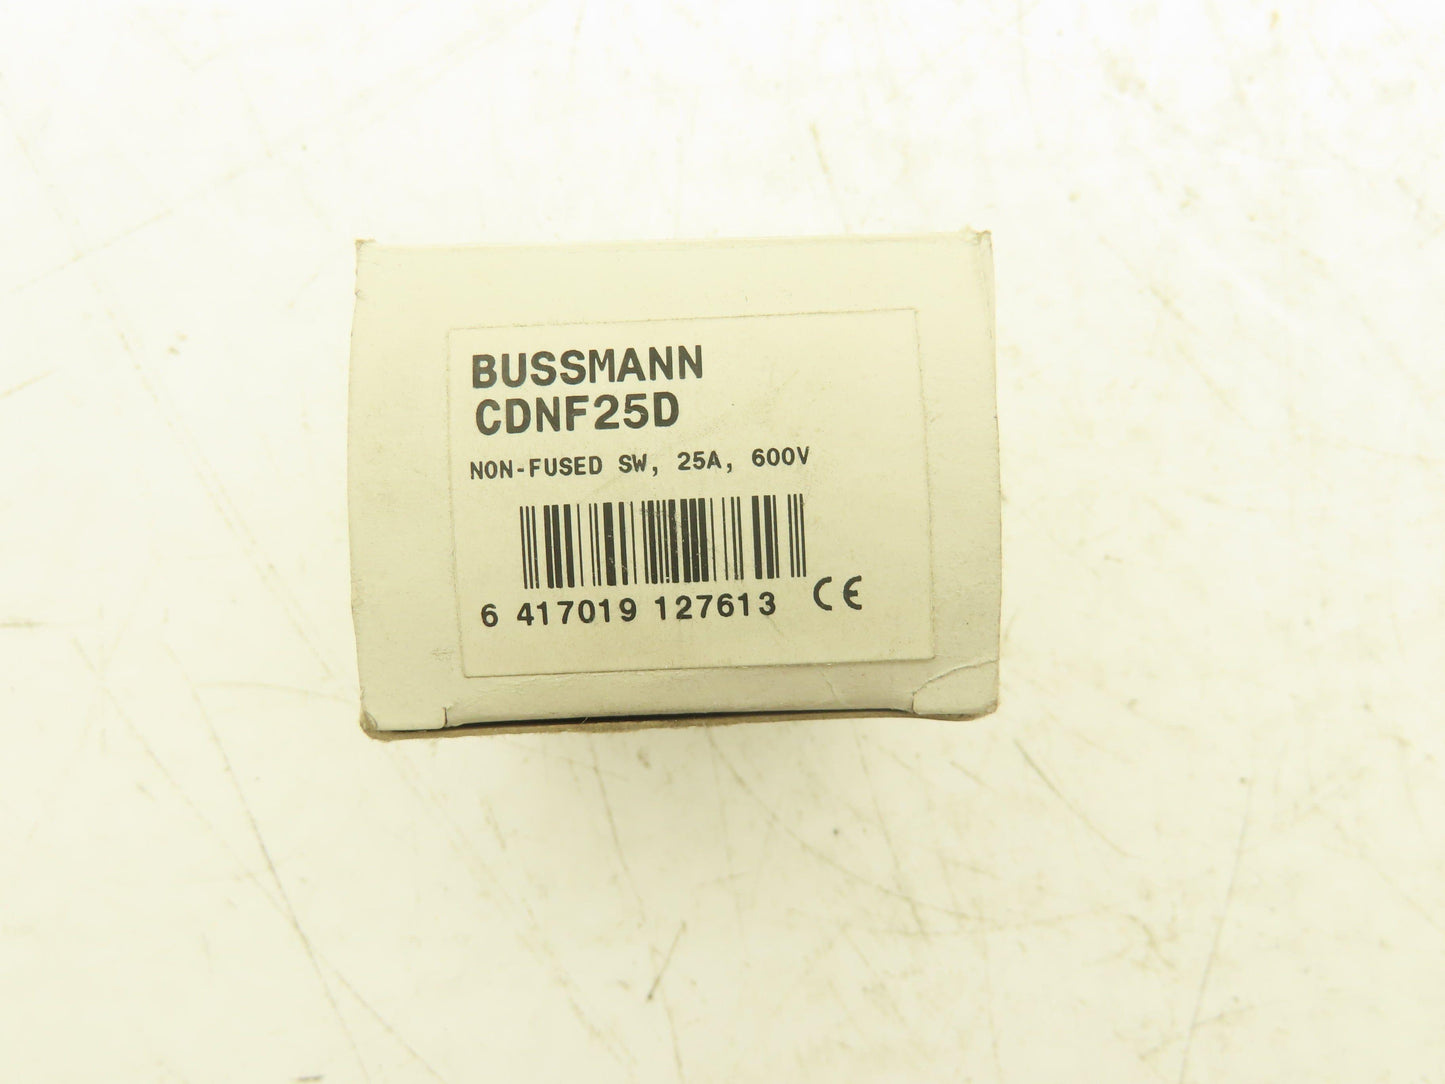 BUSSMANN
CDNF25D
NON-FUSED SW, 25A, 600V
6 417019 127613 CE